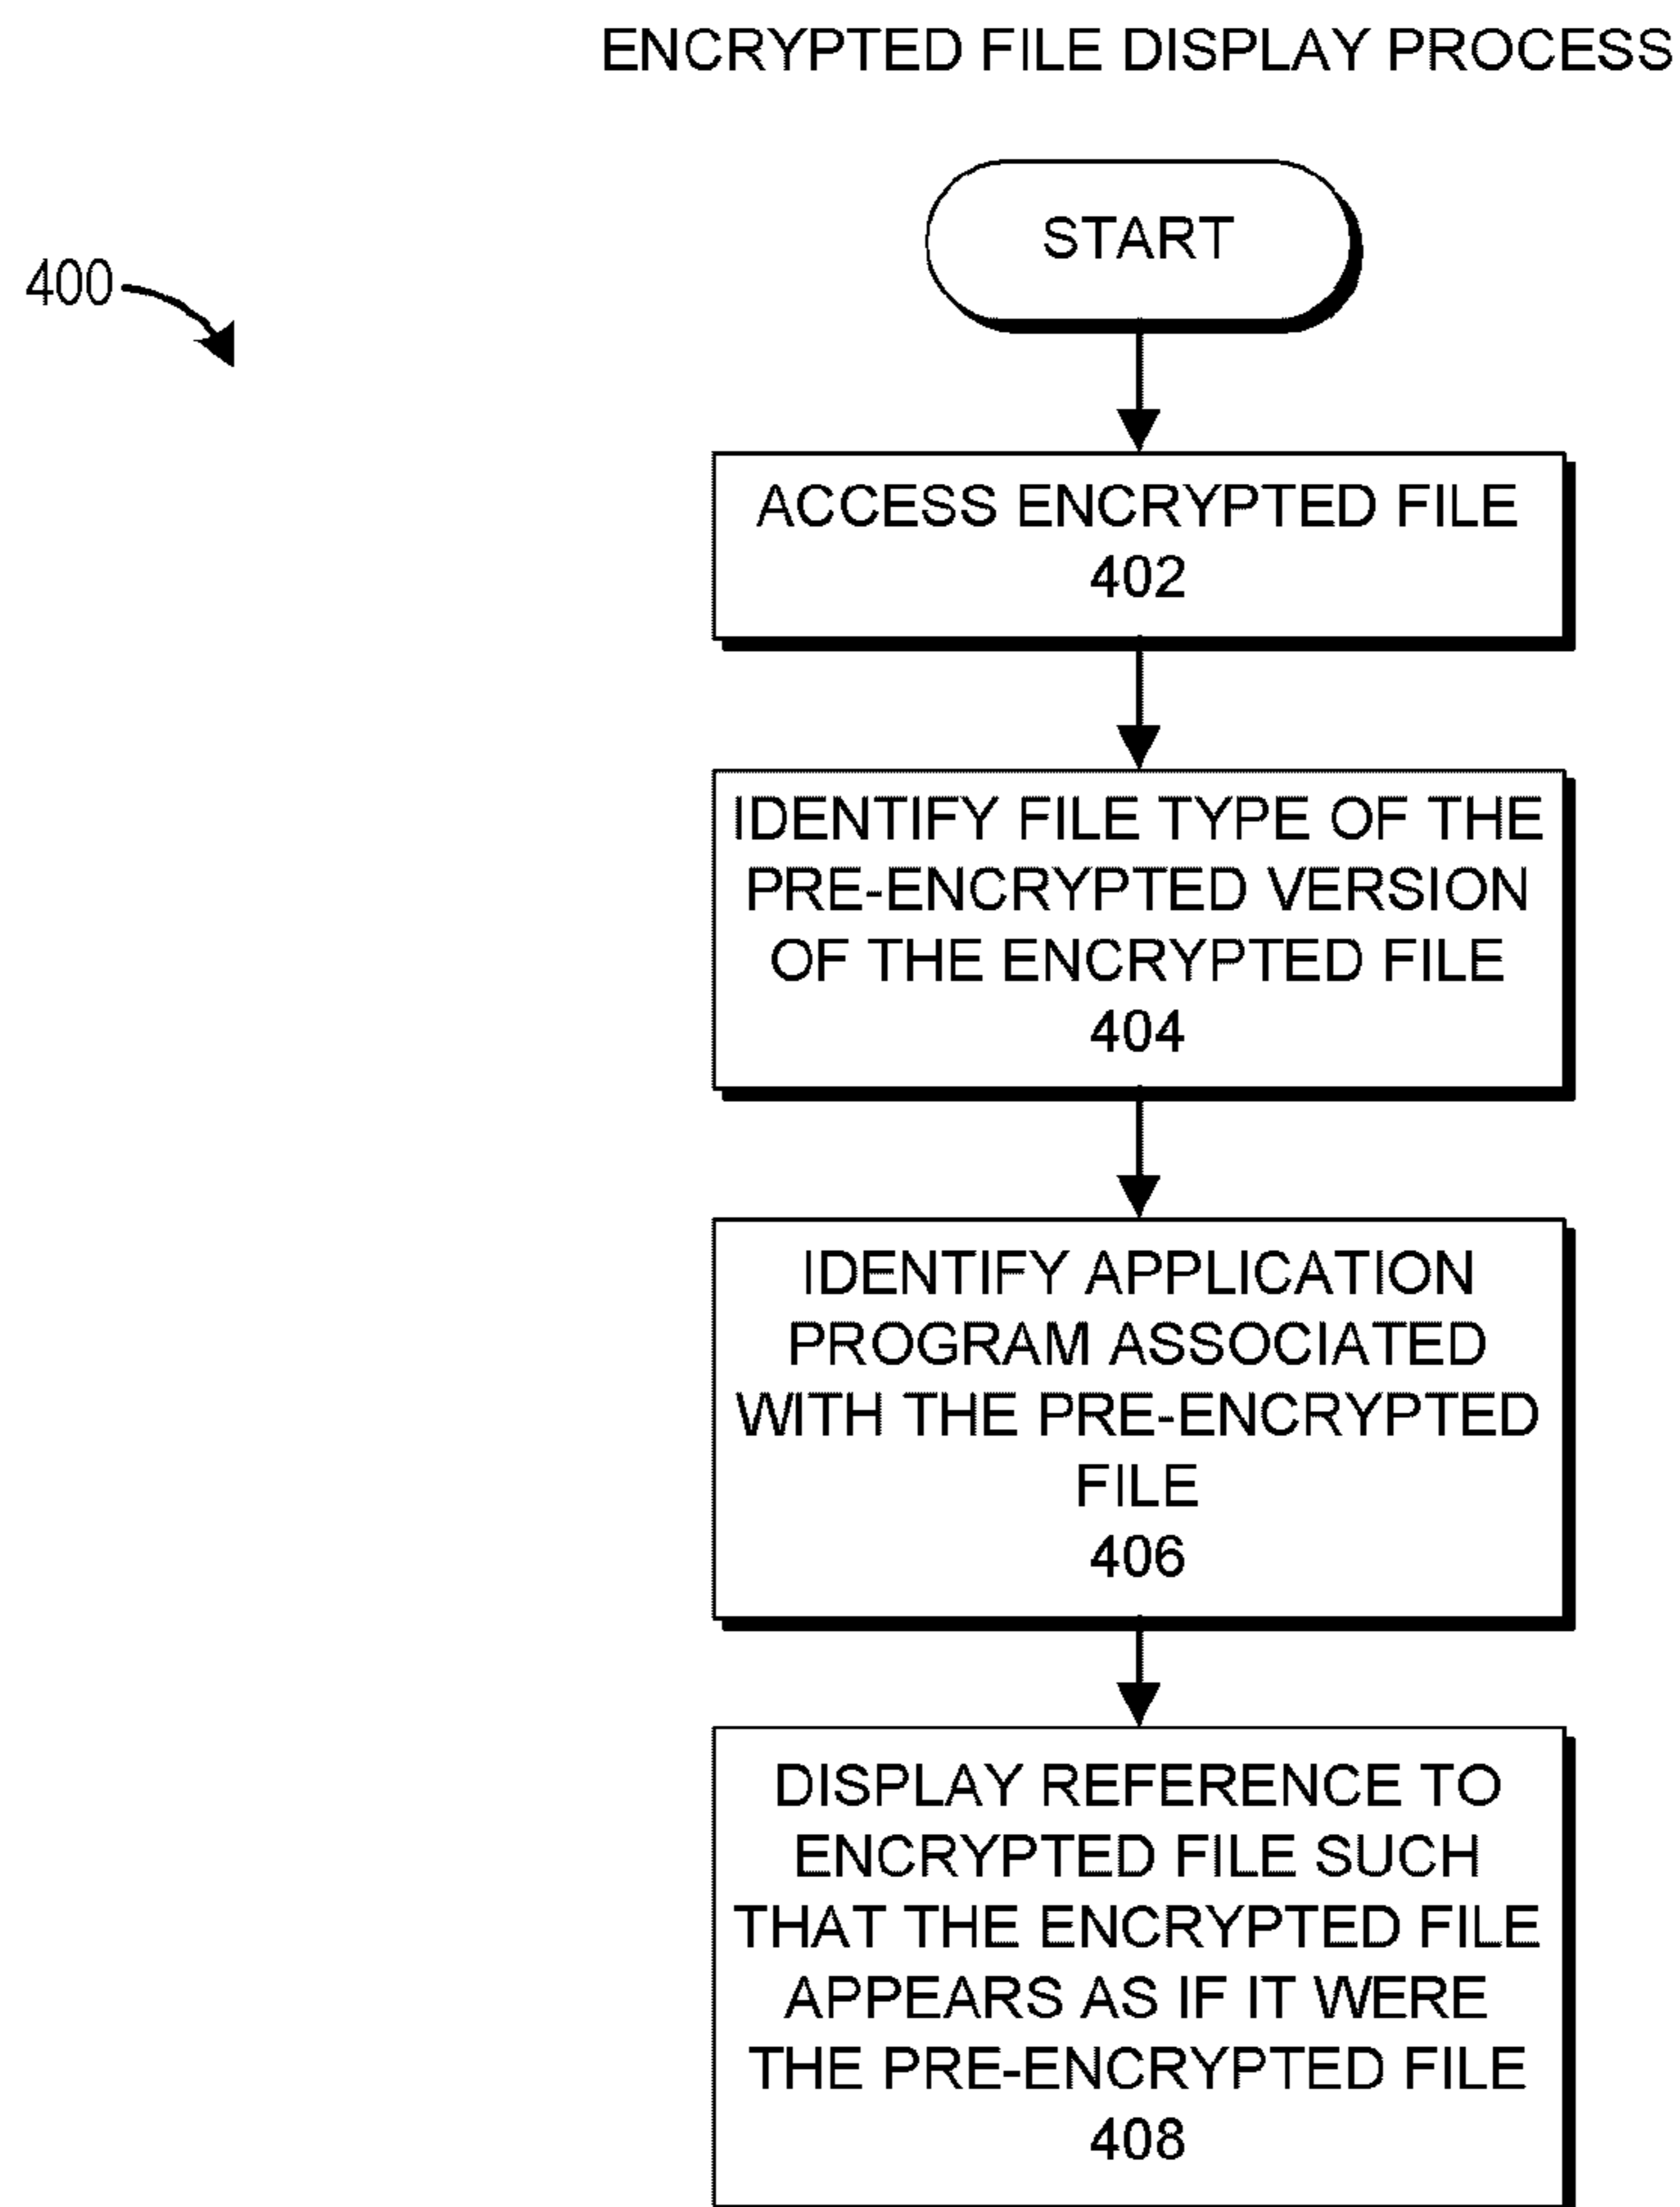 ENCRYPTED FILE DISPLAY PROCESS
START
400
ACCESS ENCRYPTED FILE
402
IDENTIFY FILE TYPE OF THE
PRE-ENCRYPTED VERSION
OF THE ENCRYPTED FILE
404
IDENTIFY APPLICATION
PROGRAM ASSOCIATED
WITH THE PRE-ENCRYPTED
FILE
406
DISPLAY REFERENCE TO
ENCRYPTED FILE SUCH
THAT THE ENCRYPTED FILE
APPEARS AS IF IT WERE
THE PRE-ENCRYPTED FILE
408